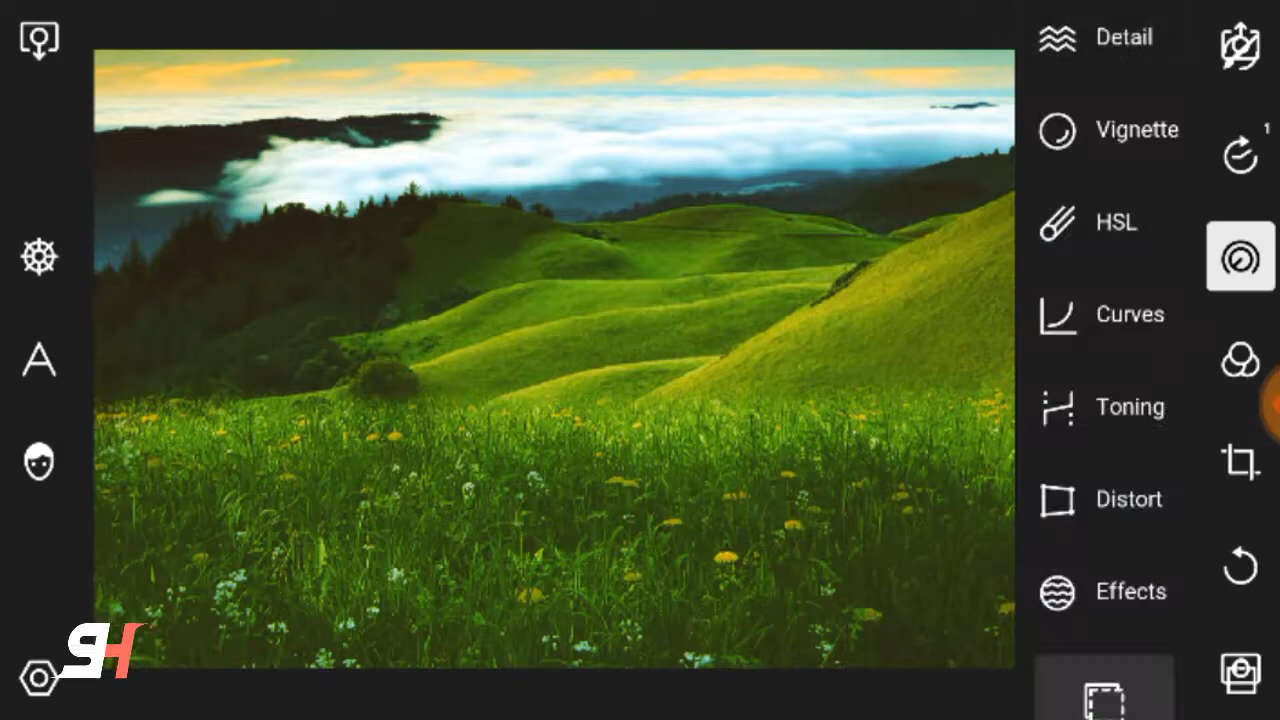 Detail
1
Vignette
HSL
Curves
Toning
Distort
Effects
SH